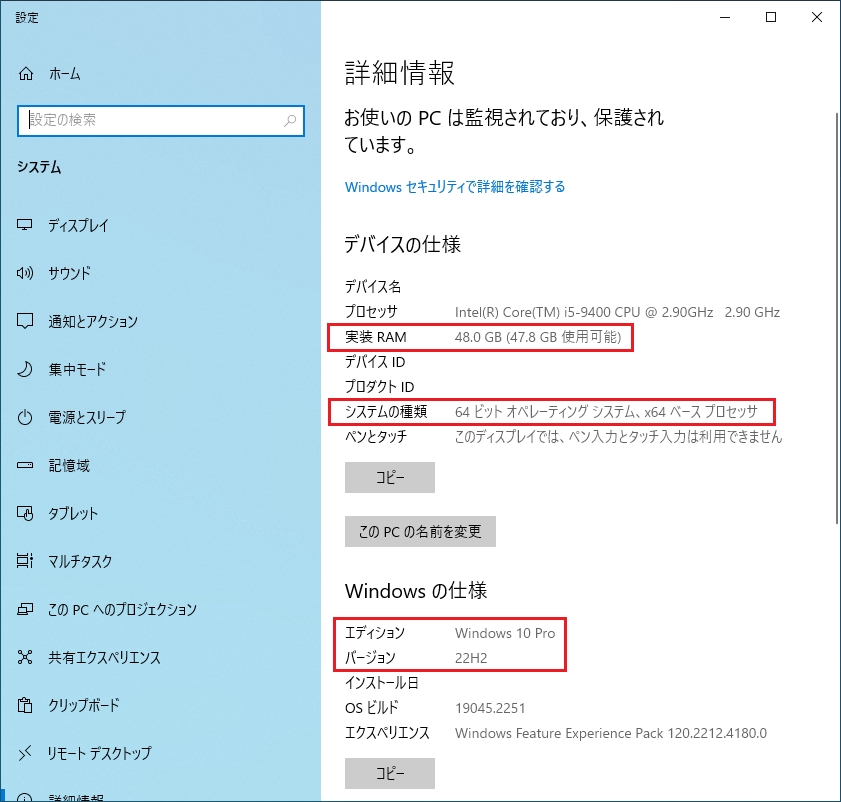 設定
ホーム
設定の検索
システム
ディスプレイ
サウンド
通知とアクション
集中モード
電源とスリープ
記憶域
タブレット
マルチタスク
この PC へのプロジェクション
共有エクスペリエンス
クリップボード
リモート デスクトップ
詳細情報
詳細情報
お使いの PC は監視されており、保護され
ています。
Windows セキュリティで詳細を確認する
デバイスの仕様
デバイス名
プロセッサ Intel(R) Core(TM) i5-9400 CPU @ 2.90GHz 2.90 GHz
実装 RAM 48.0 GB (47.8 GB 使用可能)
デバイス ID
プロダクト ID
システムの種類 64 ビット オペレーティング システム、x64 ベース プロセッサ
ペンとタッチ このディスプレイでは、ペン入力とタッチ入力は利用できません
コピー
この PC の名前を変更
Windows の仕様
エディション Windows 10 Pro
バージョン 22H2
インストール日
OS ビルド 19045.2251
エクスペリエンス Windows Feature Experience Pack 120.2212.4180.0
コピー